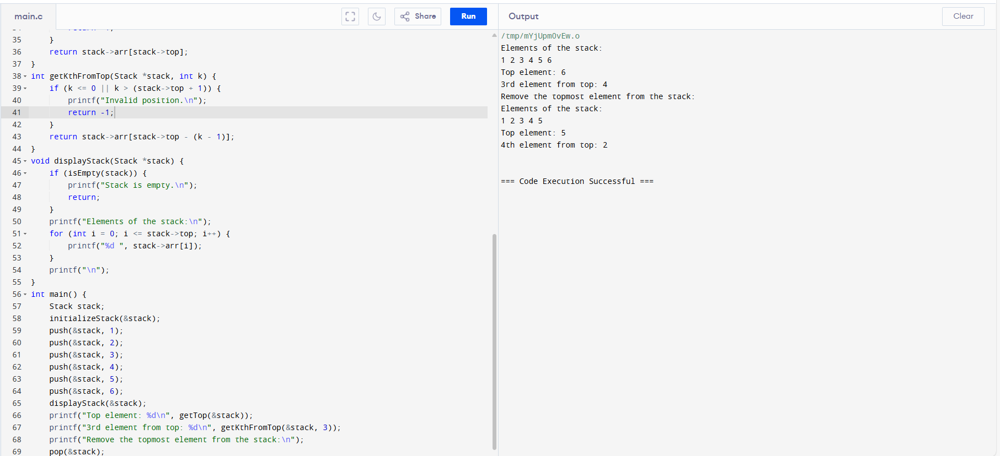 main.c
Share
Run
Output
Clear
35 }
36 return stack->arr[stack->top];
37 }
38 int getKthFromTop(Stack *stack, int k) {
39 if (k <= 0 || k > (stack->top + 1)) {
40 printf("Invalid position.\n");
41 return -1;
42 }
43 return stack->arr[stack->top - (k - 1)];
44 }
45 void displayStack(Stack *stack) {
46 if (isEmpty(stack)) {
47 printf("Stack is empty.\n");
48 return;
49 }
50 printf("Elements of the stack:\n");
51 for (int i = 0; i <= stack->top; i++) {
52 printf("%d ", stack->arr[i]);
53 }
54 printf("\n");
55 }
56 int main() {
57 Stack stack;
58 initializeStack(&stack);
59 push(&stack, 1);
60 push(&stack, 2);
61 push(&stack, 3);
62 push(&stack, 4);
63 push(&stack, 5);
64 push(&stack, 6);
65 displayStack(&stack);
66 printf("Top element: %d\n", getTop(&stack));
67 printf("3rd element from top: %d\n", getKthFromTop(&stack, 3));
68 printf("Remove the topmost element from the stack:\n");
69 pop(&stack);
/tmp/mYjUpmOvEw.o
Elements of the stack:
1 2 3 4 5 6
Top element: 6
3rd element from top: 4
Remove the topmost element from the stack:
Elements of the stack:
1 2 3 4 5
Top element: 5
4th element from top: 2
=== Code Execution Successful ===